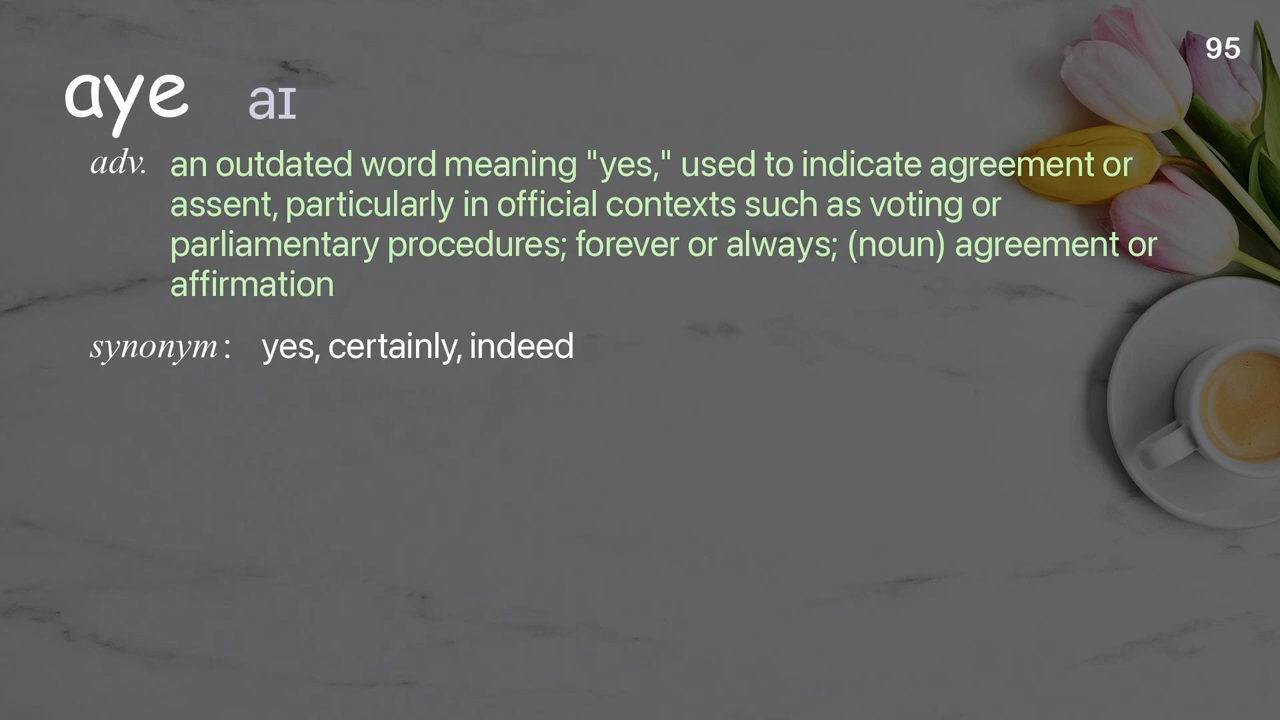 95
aye aɪ
adv. an outdated word meaning "yes," used to indicate agreement or
assent, particularly in official contexts such as voting or
parliamentary procedures; forever or always; (noun) agreement or
affirmation
synonym : yes, certainly, indeed